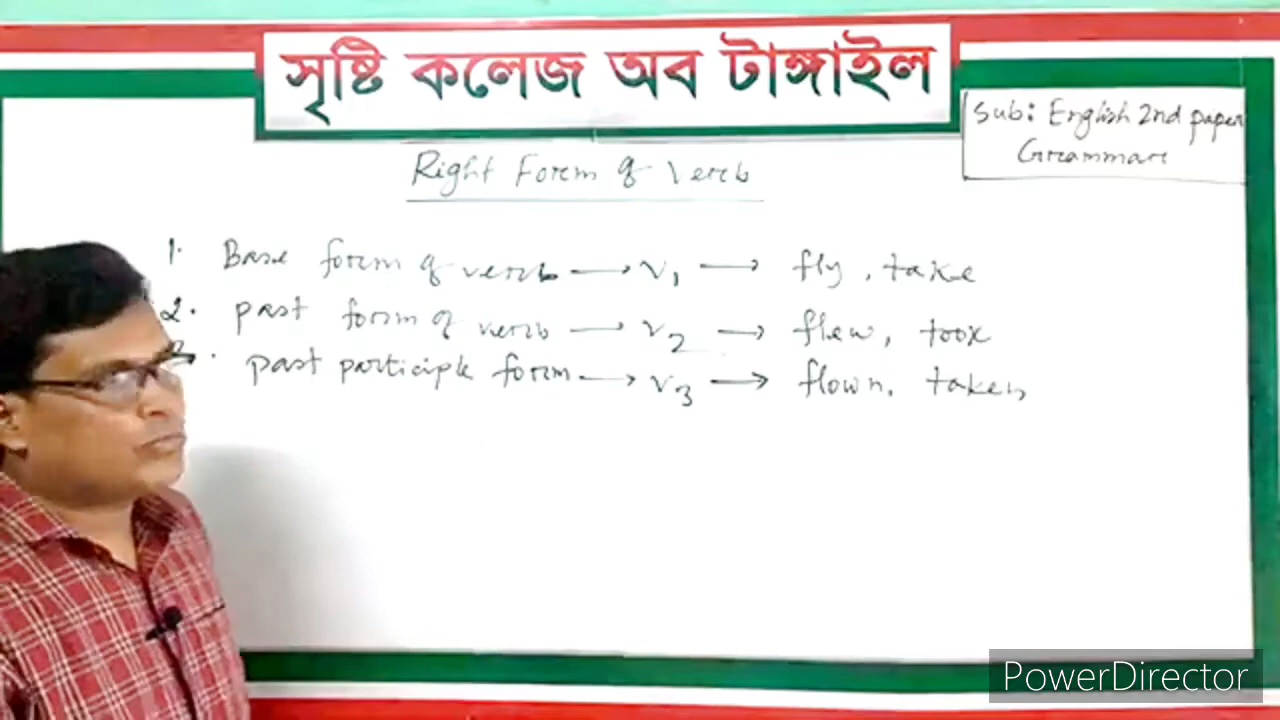 সৃষ্টি কলেজ অব টাঙ্গাইল
Sub: English 2nd paper
Grammar
Right Form of Verb
1. Base form of verb → V1 → fly, take
2. past form of verb → V2 → flew, took
3. past participle form → V3 → flown, taken
PowerDirector